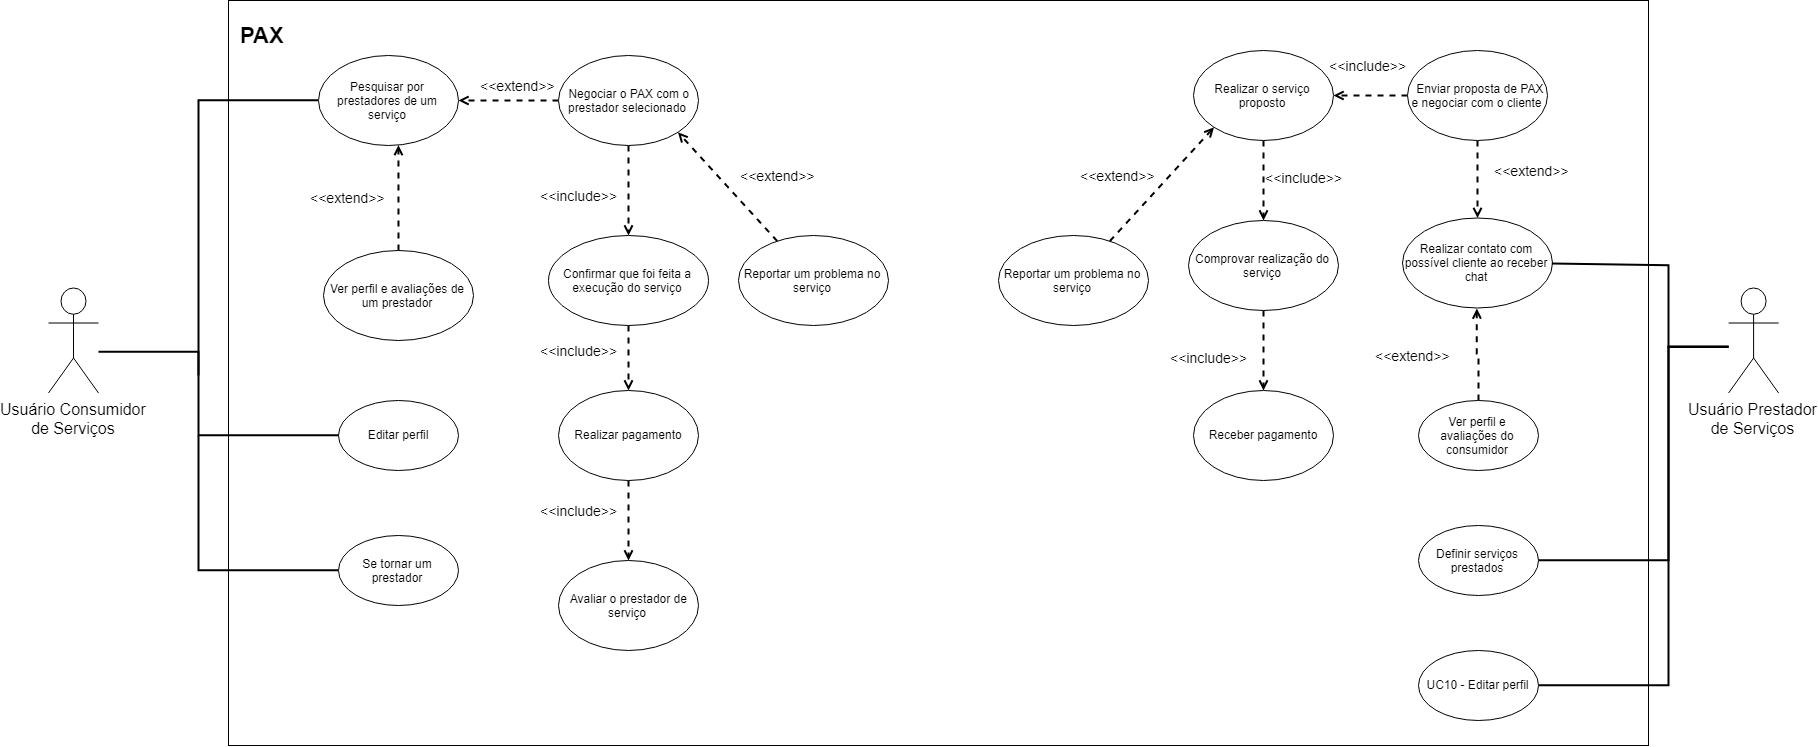 PAX
Pesquisar por
prestadores de um
serviço
<<extend>>
Negociar o PAX com o
prestador selecionado
Realizar o serviço
proposto
<<include>>
Enviar proposta de PAX
e negociar com o cliente
<<extend>>
<<include>>
<<extend>>
<<extend>>
<<include>>
<<extend>>
Ver perfil e avaliações de
um prestador
Confirmar que foi feita a
execução do serviço
Reportar um problema no
serviço
Reportar um problema no
serviço
Comprovar realização do
serviço
Realizar contato com
possível cliente ao receber
chat
<<include>>
<<include>>
<<extend>>
Usuário Consumidor
de Serviços
Usuário Prestador
de Serviços
Editar perfil
Realizar pagamento
Receber pagamento
Ver perfil e
avaliações do
consumidor
<<include>>
Se tornar um
prestador
Avaliar o prestador de
serviço
Definir serviços
prestados
UC10 - Editar perfil